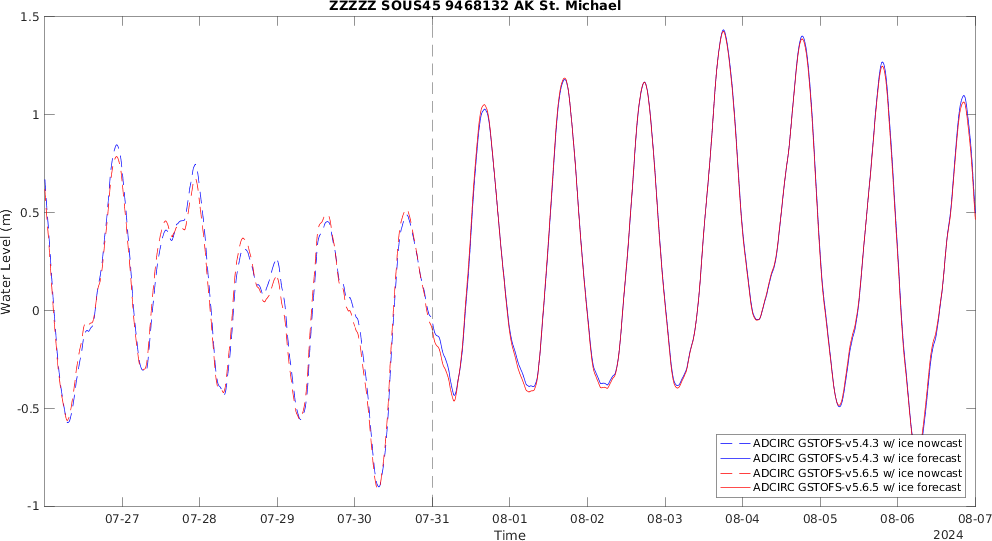 ZZZZZ SOUS45 9468132 AK St. Michael
1.5
1
0.5
0
-0.5
-1
Water Level (m)
07-27 07-28 07-29 07-30 07-31 08-01 08-02 08-03 08-04 08-05 08-06 08-07
Time
2024
ADCIRC GSTOFS-v5.4.3 w/ ice nowcast
ADCIRC GSTOFS-v5.4.3 w/ ice forecast
ADCIRC GSTOFS-v5.6.5 w/ ice nowcast
ADCIRC GSTOFS-v5.6.5 w/ ice forecast